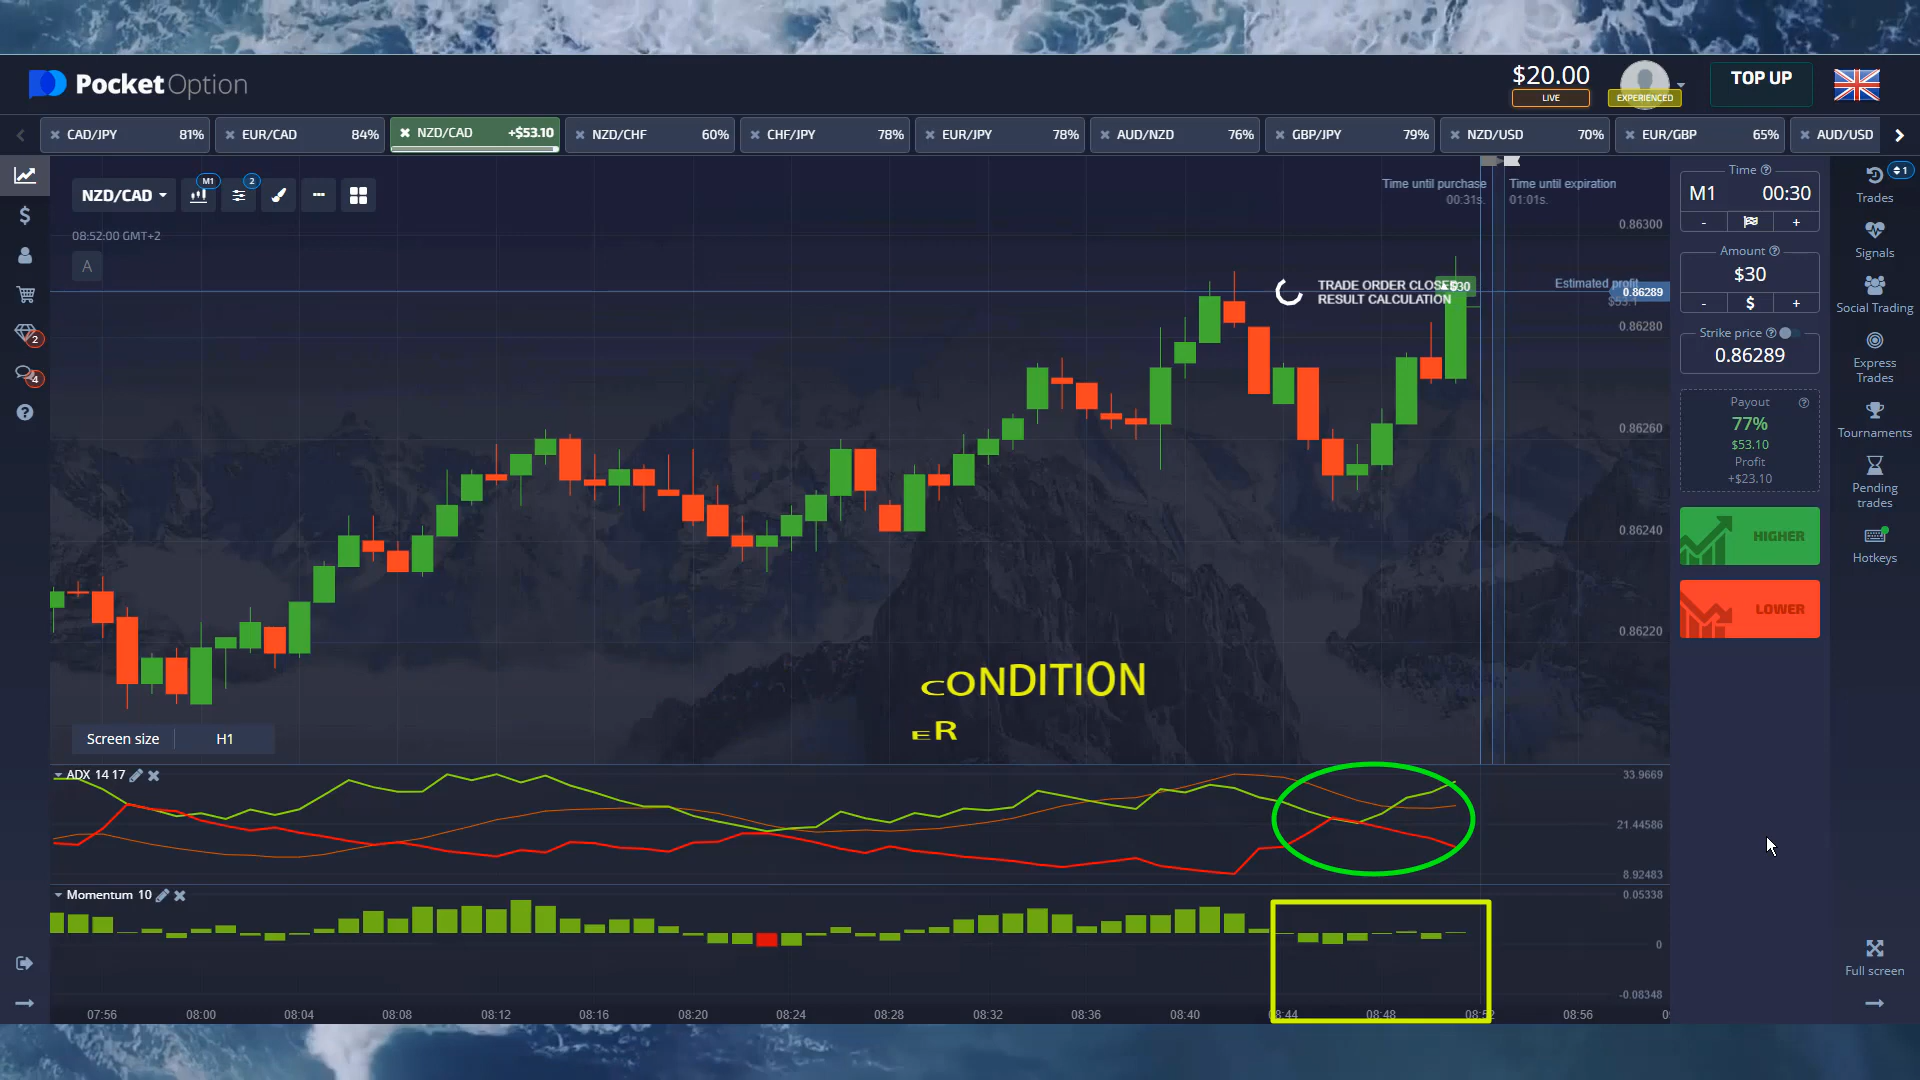 PocketOption
$20.00
LIVE
EXPERIENCED
TOP UP
CAD/JPY 81%
EUR/CAD 84%
NZD/CAD +$53.10
NZD/CHF 60%
CHF/JPY 78%
EUR/JPY 78%
AUD/NZD 76%
GBP/JPY 79%
NZD/USD 70%
EUR/GBP 65%
AUD/USD
NZD/CAD
M1
2
08:52:00 GMT+2
A
Time until purchase
00:31s.
Time until expiration
01:01s.
TRADE ORDER CLOSED
RESULT CALCULATION
$30
Estimated profit
0.86300
0.86289
0.86280
0.86260
0.86240
0.86220
CONDITION
ER
Screen size H1
ADX 14 17
33.9669
21.44586
8.92483
Momentum 10
0.05338
0
-0.08348
07:56 08:00 08:04 08:08 08:12 08:16 08:20 08:24 08:28 08:32 08:36 08:40 08:44 08:48 08:52 08:56
2
4
Time
M1 00:30
- +
Amount
$30
- $ +
Strike price
0.86289
Payout
77%
$53.10
Profit
+$23.10
HIGHER
LOWER
1
Trades
Signals
Social Trading
Express
Trades
Tournaments
Pending
trades
Hotkeys
Full screen